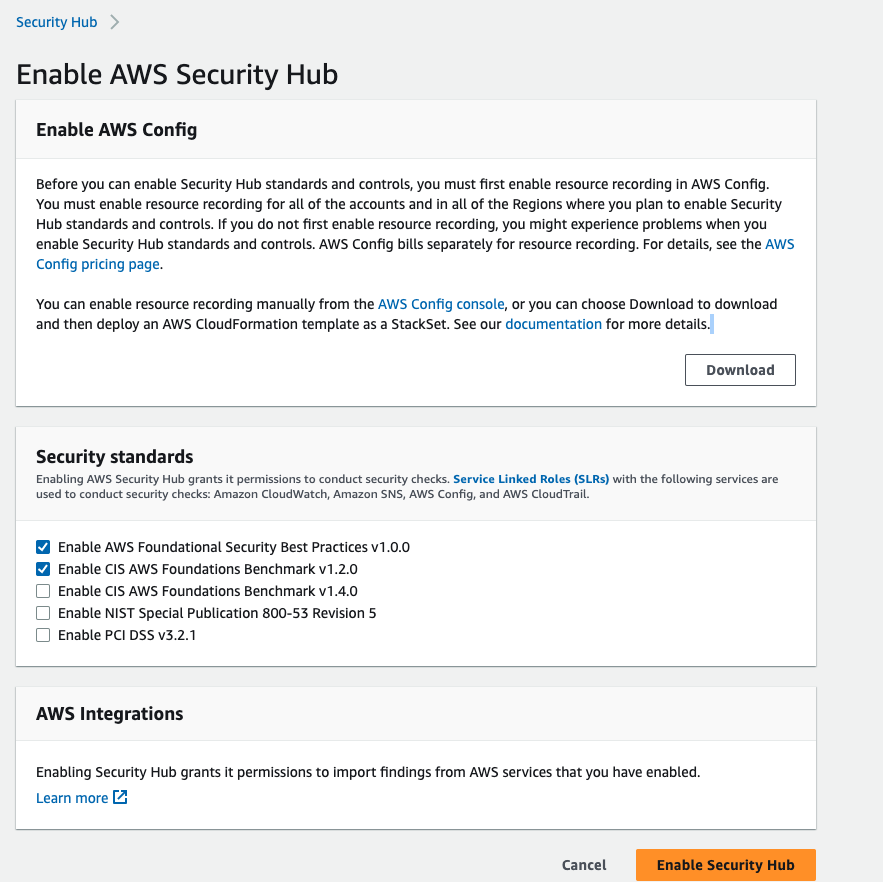 Security Hub
Enable AWS Security Hub
Enable AWS Config
Before you can enable Security Hub standards and controls, you must first enable resource recording in AWS Config.
You must enable resource recording for all of the accounts and in all of the Regions where you plan to enable Security
Hub standards and controls. If you do not first enable resource recording, you might experience problems when you
enable Security Hub standards and controls. AWS Config bills separately for resource recording. For details, see the AWS
Config pricing page.
You can enable resource recording manually from the AWS Config console, or you can choose Download to download
and then deploy an AWS CloudFormation template as a StackSet. See our documentation for more details.
Download
Security standards
Enabling AWS Security Hub grants it permissions to conduct security checks. Service Linked Roles (SLRs) with the following services are
used to conduct security checks: Amazon CloudWatch, Amazon SNS, AWS Config, and AWS CloudTrail.
Enable AWS Foundational Security Best Practices v1.0.0
Enable CIS AWS Foundations Benchmark v1.2.0
Enable CIS AWS Foundations Benchmark v1.4.0
Enable NIST Special Publication 800-53 Revision 5
Enable PCI DSS v3.2.1
AWS Integrations
Enabling Security Hub grants it permissions to import findings from AWS services that you have enabled.
Learn more
Cancel Enable Security Hub